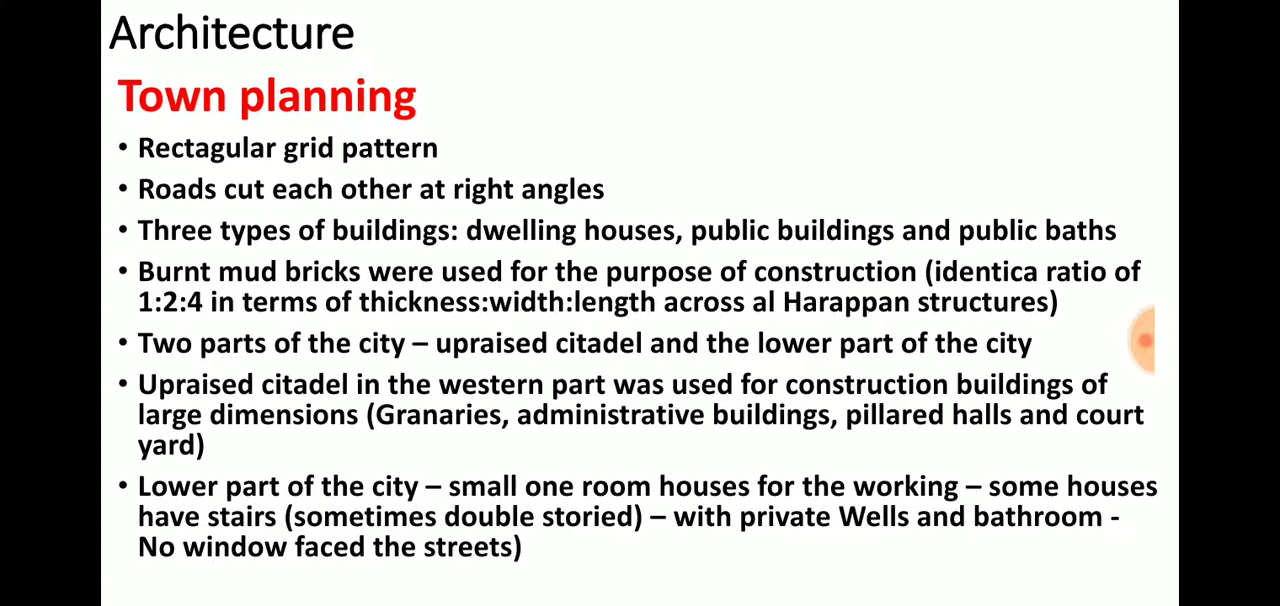 Architecture
Town planning
• Rectagular grid pattern
• Roads cut each other at right angles
• Three types of buildings: dwelling houses, public buildings and public baths
• Burnt mud bricks were used for the purpose of construction (identica ratio of
1:2:4 in terms of thickness:width:length across al Harappan structures)
• Two parts of the city – upraised citadel and the lower part of the city
• Upraised citadel in the western part was used for construction buildings of
large dimensions (Granaries, administrative buildings, pillared halls and court
yard)
• Lower part of the city – small one room houses for the working – some houses
have stairs (sometimes double storied) – with private Wells and bathroom -
No window faced the streets)